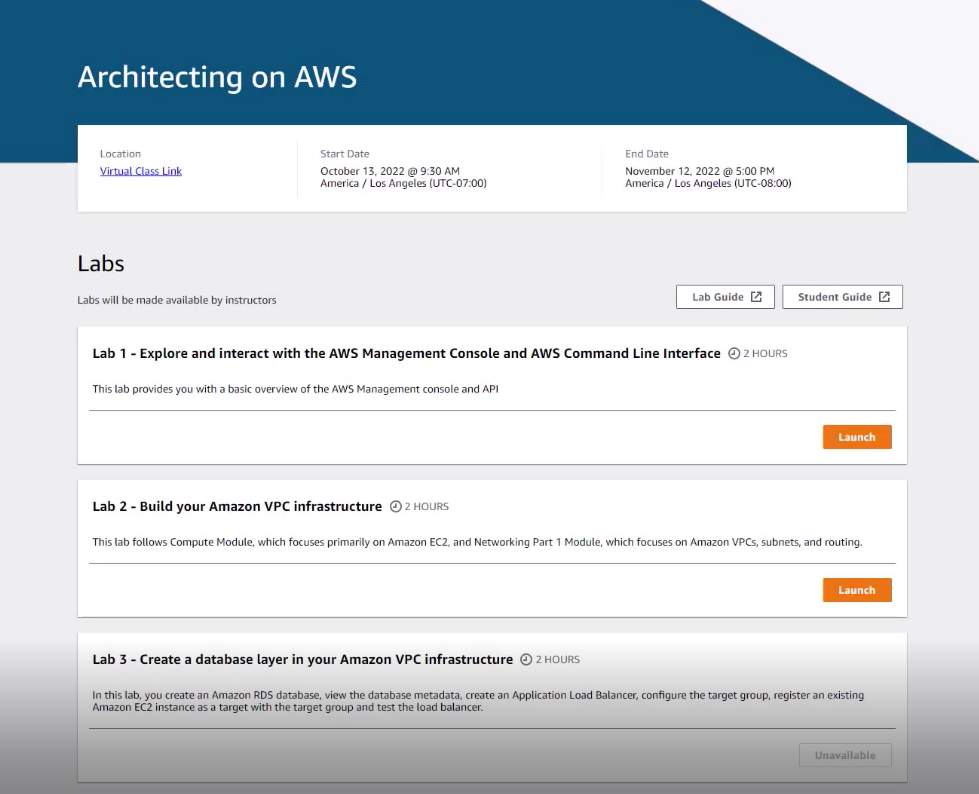 Architecting on AWS
Location
Virtual Class Link
Start Date
October 13, 2022 @ 9:30 AM
America / Los Angeles (UTC-07:00)
End Date
November 12, 2022 @ 5:00 PM
America / Los Angeles (UTC-08:00)
Labs
Labs will be made available by instructors
Lab Guide
Student Guide
Lab 1 - Explore and interact with the AWS Management Console and AWS Command Line Interface 2 HOURS
This lab provides you with a basic overview of the AWS Management console and API
Launch
Lab 2 - Build your Amazon VPC infrastructure 2 HOURS
This lab follows Compute Module, which focuses primarily on Amazon EC2, and Networking Part 1 Module, which focuses on Amazon VPCs, subnets, and routing.
Launch
Lab 3 - Create a database layer in your Amazon VPC infrastructure 2 HOURS
In this lab, you create an Amazon RDS database, view the database metadata, create an Application Load Balancer, configure the target group, register an existing
Amazon EC2 instance as a target with the target group and test the load balancer.
Unavailable